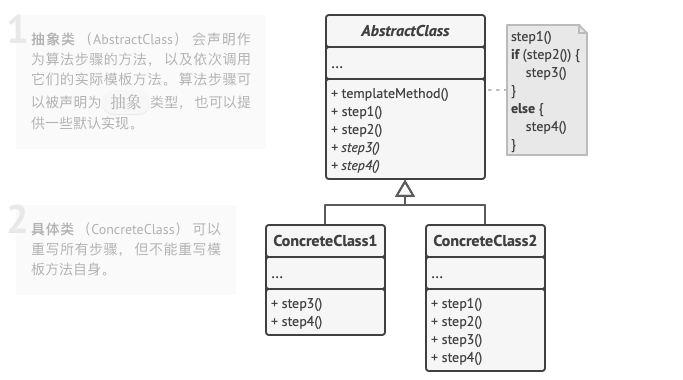 1
抽象类 （AbstractClass） 会声明作
为算法步骤的方法， 以及依次调用
它们的实际模板方法。算法步骤可
以被声明为 抽象 类型， 也可以提
供一些默认实现。
AbstractClass
...
+ templateMethod()
+ step1()
+ step2()
+ step3()
+ step4()
step1()
if (step2()) {
step3()
}
else {
step4()
}
2
具体类 （ConcreteClass） 可以
重写所有步骤， 但不能重写模
板方法自身。
ConcreteClass1
...
+ step3()
+ step4()
ConcreteClass2
...
+ step1()
+ step2()
+ step3()
+ step4()